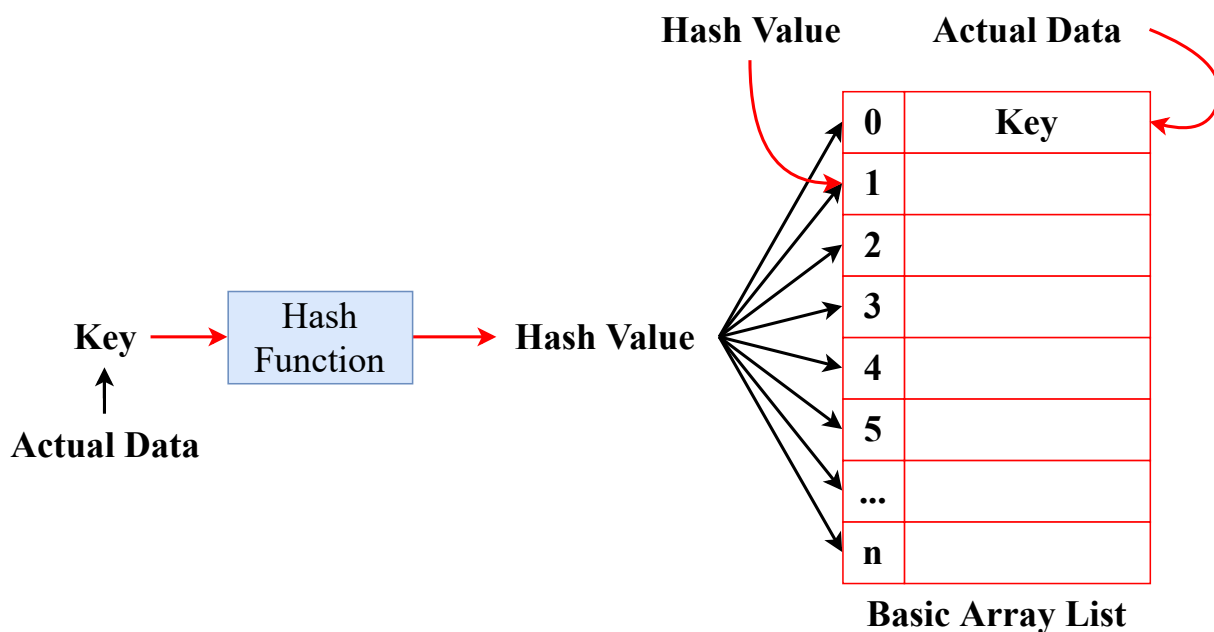 Hash Value
Actual Data
0
Key
1
2
3
4
5
...
n
Key
Hash
Function
Hash Value
Actual Data
Basic Array List